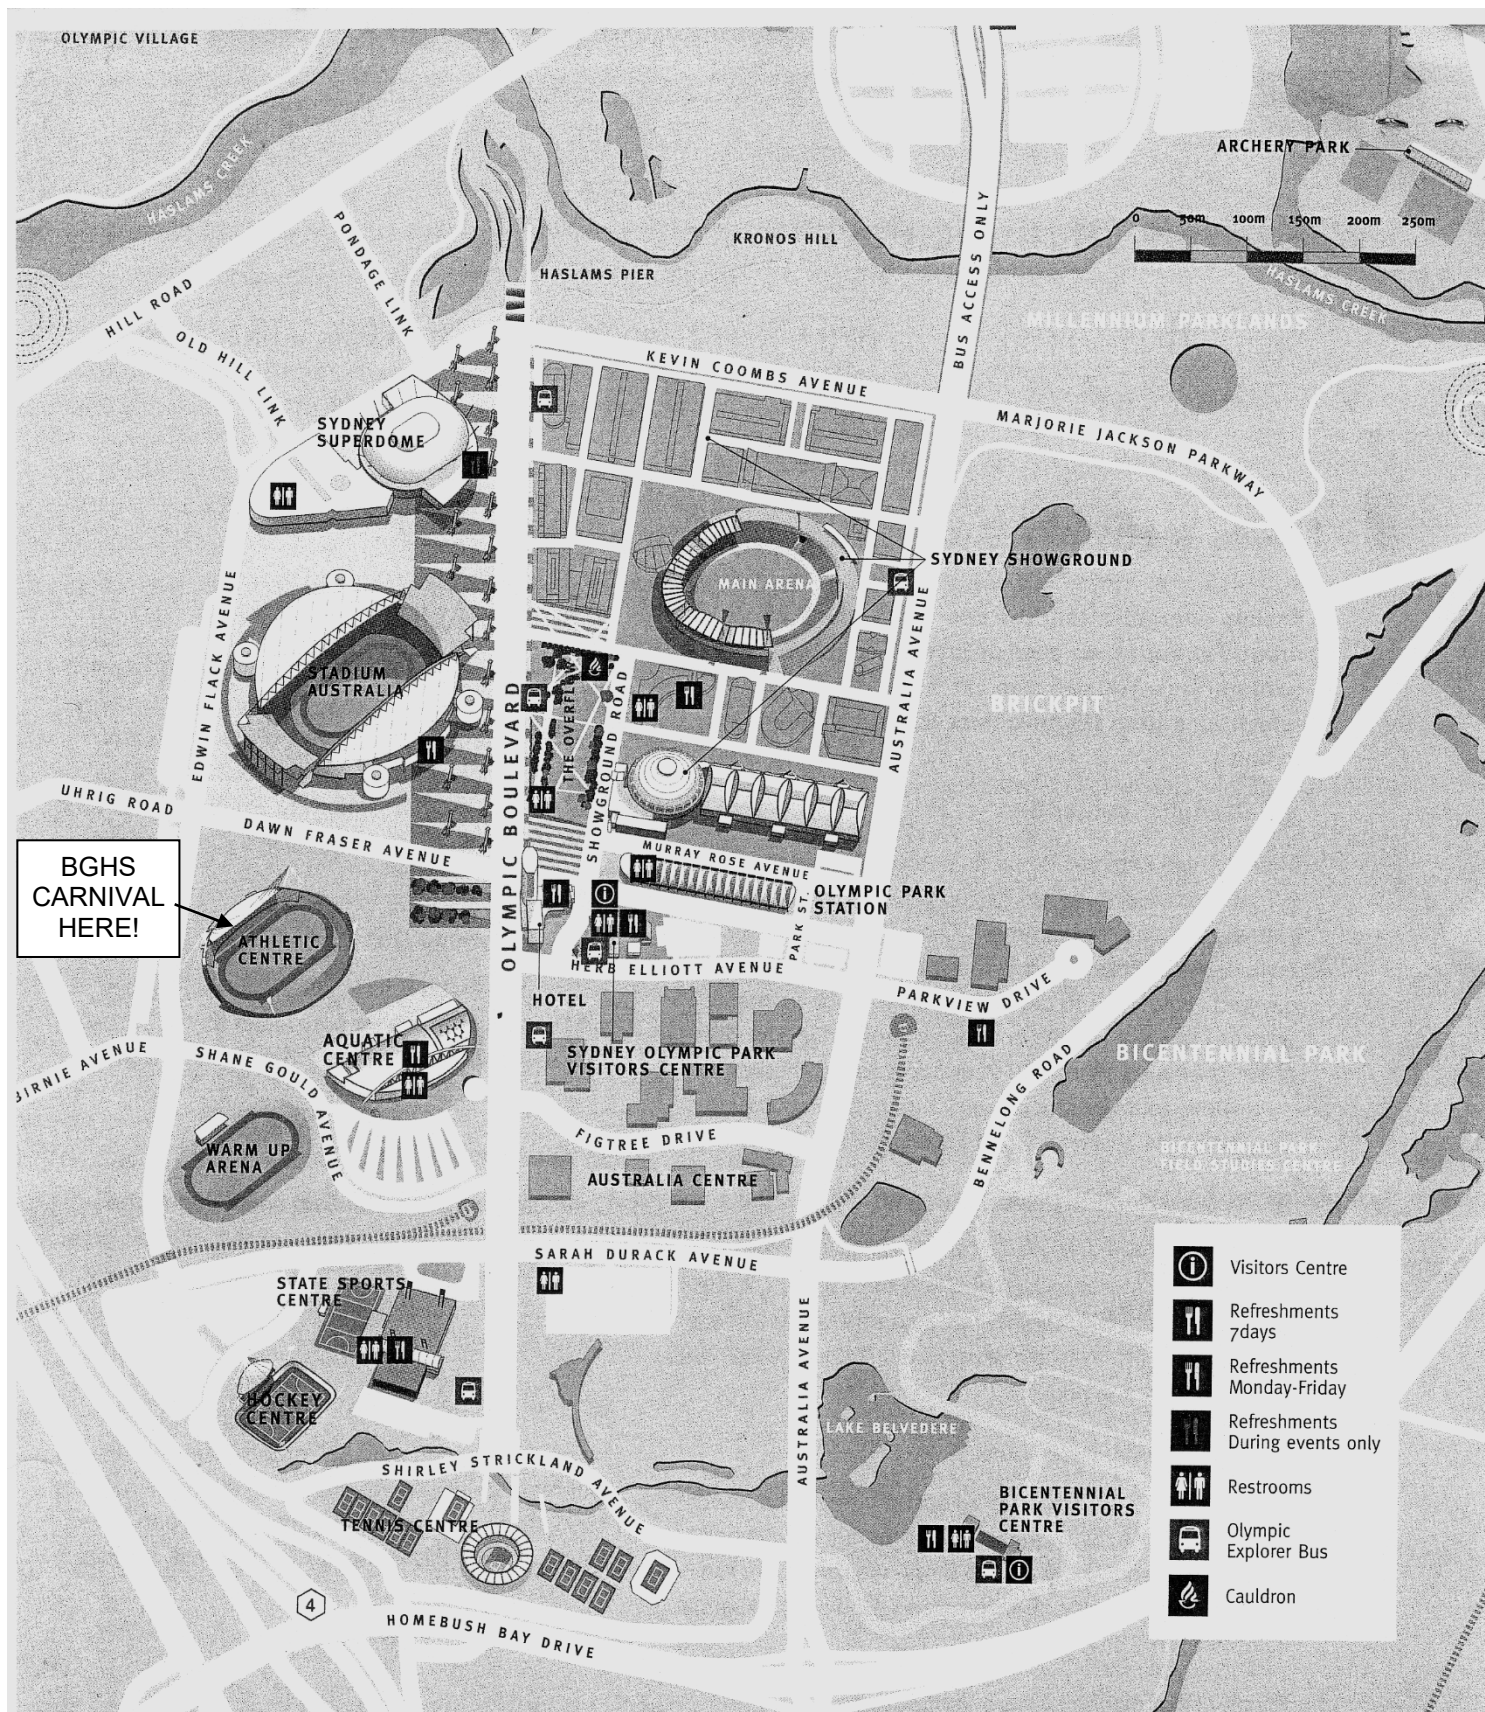 OLYMPIC VILLAGE
HASLAMS CREEK
ARCHERY PARK
0 50m 100m 150m 200m 250m
PONDAGE LINK
KRONOS HILL
HASLAMS PIER
BUS ACCESS ONLY
HASLAMS CREEK
HILL ROAD
OLD HILL LINK
MILLENNIUM PARKLANDS
KEVIN COOMBS AVENUE
MARJORIE JACKSON PARKWAY
SYDNEY
SUPERDOME
SYDNEY SHOWGROUND
MAIN ARENA
EDWIN FLACK AVENUE
STADIUM
AUSTRALIA
OLYMPIC BOULEVARD
THE OVERFLOW
SHOWGROUND ROAD
AUSTRALIA AVENUE
BRICKPIT
UHRIG ROAD
DAWN FRASER AVENUE
MURRAY ROSE AVENUE
BGHS
CARNIVAL
HERE!
OLYMPIC PARK
STATION
PARK ST.
ATHLETIC
CENTRE
HERB ELLIOTT AVENUE
PARKVIEW DRIVE
HOTEL
AQUATIC
CENTRE
SYDNEY OLYMPIC PARK
VISITORS CENTRE
BICENTENNIAL PARK
BIRNIE AVENUE
SHANE GOULD AVENUE
BENNELONG ROAD
FIGTREE DRIVE
WARM UP
ARENA
BICENTENNIAL PARK
FIELD STUDIES CENTRE
AUSTRALIA CENTRE
SARAH DURACK AVENUE
STATE SPORTS
CENTRE
AUSTRALIA AVENUE
HOCKEY
CENTRE
LAKE BELVEDERE
SHIRLEY STRICKLAND AVENUE
BICENTENNIAL
PARK VISITORS
CENTRE
TENNIS CENTRE
4
HOMEBUSH BAY DRIVE
Visitors Centre
Refreshments
7days
Refreshments
Monday-Friday
Refreshments
During events only
Restrooms
Olympic
Explorer Bus
Cauldron